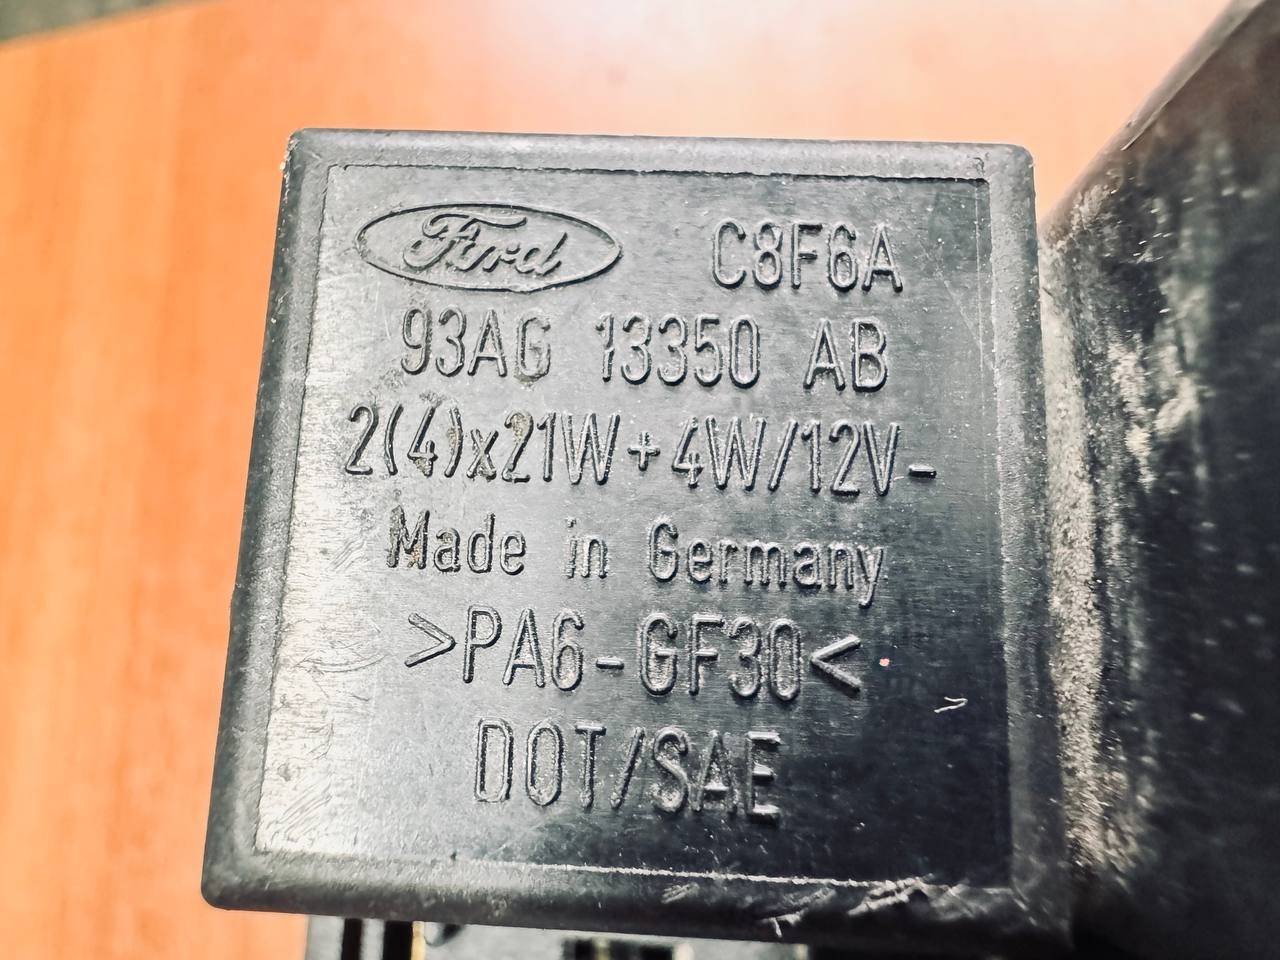 Ford C8F6A
93AG 13350 AB
2(4)x21W+4W/12V-
Made in Germany
>PA6-GF30<
DOT/SAE